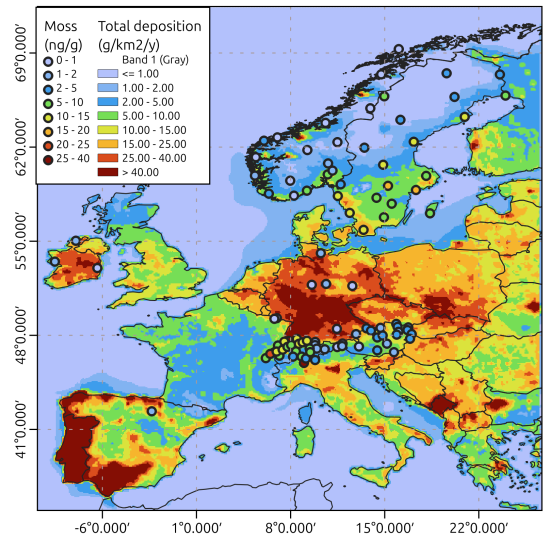 Moss
(ng/g)
0 - 1
1 - 2
2 - 5
5 - 10
10 - 15
15 - 20
20 - 25
25 - 40
Total deposition
(g/km2/y)
Band 1 (Gray)
<= 1.00
1.00 - 2.00
2.00 - 5.00
5.00 - 10.00
10.00 - 15.00
15.00 - 25.00
25.00 - 40.00
> 40.00
69°0.000′
62°0.000′
55°0.000′
48°0.000′
41°0.000′
-6°0.000′ 1°0.000′ 8°0.000′ 15°0.000′ 22°0.000′